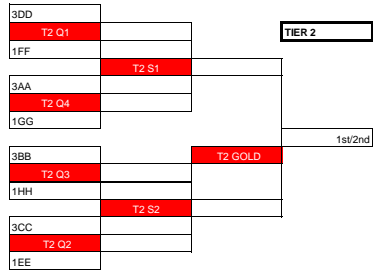 3DD
T2 Q1
TIER 2
1FF
T2 S1
3AA
T2 Q4
1GG
1st/2nd
3BB
T2 GOLD
T2 Q3
1HH
T2 S2
3CC
T2 Q2
1EE